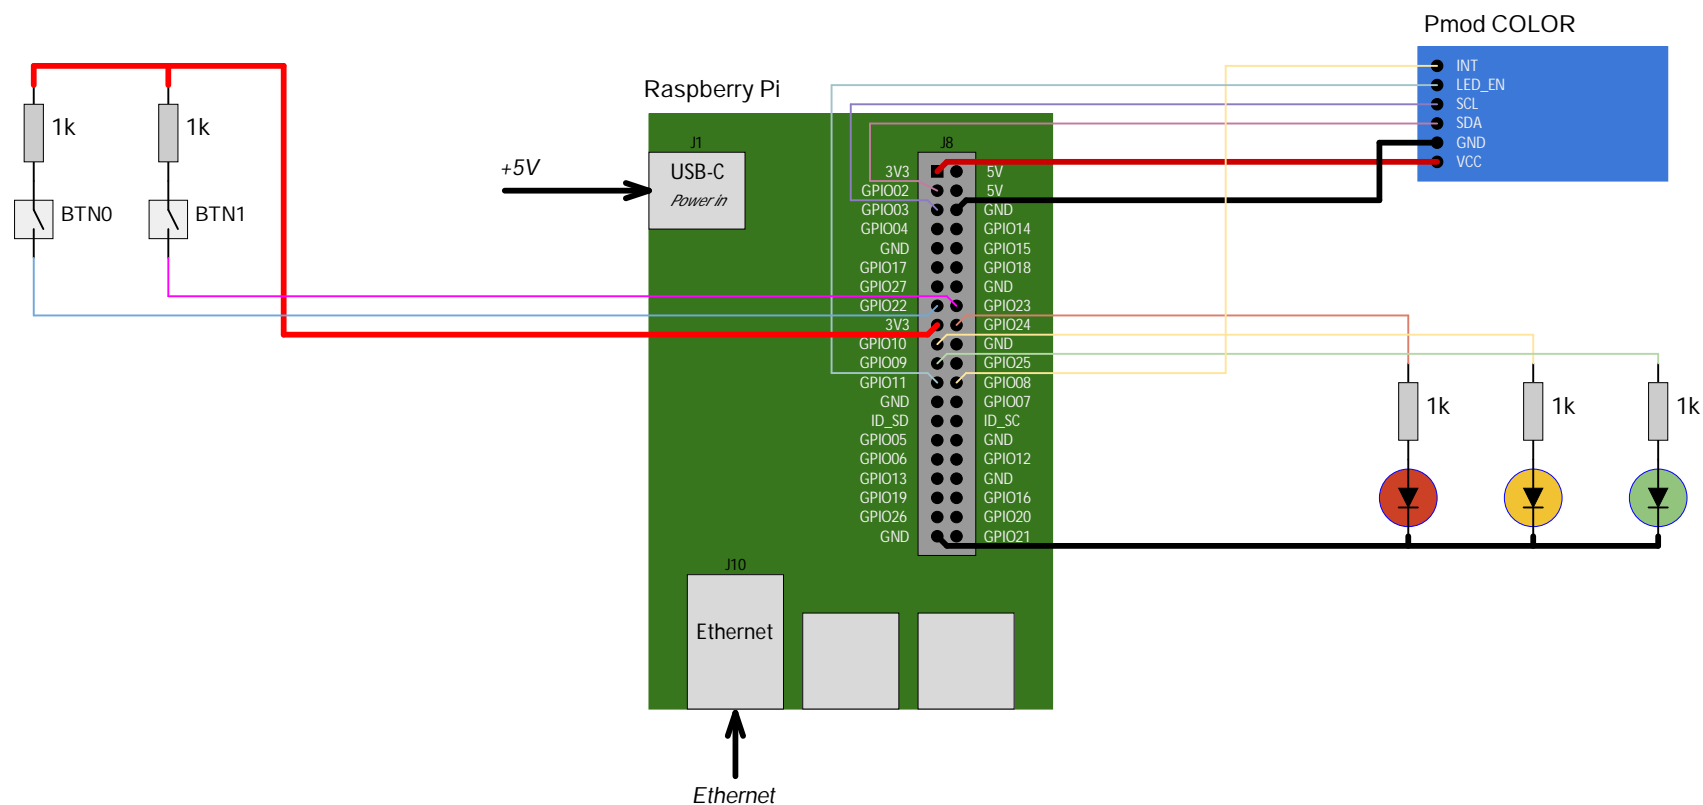 Pmod COLOR
INT
LED_EN
SCL
SDA
GND
VCC
1k
1k
BTN0
BTN1
+5V
Raspberry Pi
J1
USB-C
Power in
J8
3V3 5V
GPIO02 5V
GPIO03 GND
GPIO04 GPIO14
GND GPIO15
GPIO17 GPIO18
GPIO27 GND
GPIO22 GPIO23
3V3 GPIO24
GPIO10 GND
GPIO09 GPIO25
GPIO11 GPIO08
GND GPIO07
ID_SD ID_SC
GPIO05 GND
GPIO06 GPIO12
GPIO13 GND
GPIO19 GPIO16
GPIO26 GPIO20
GND GPIO21
1k
1k
1k
J10
Ethernet
Ethernet